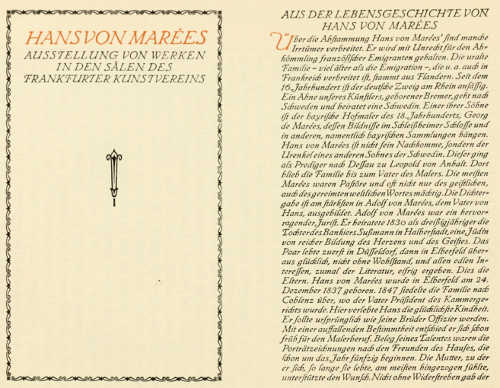 HANS VON MARÉES
AUSSTELLUNG VON WERKEN
IN DEN SÄLEN DES
FRANKFURTER KUNSTVEREINS
AUS DER LEBENSGESCHICHTE VON
HANS VON MARÉES
Über die Abstammung Hans von Marées' sind manche
Irrtümer verbreitet. Er wird mit Unrecht für den Ab-
kömmling französischer Emigranten gehalten. Die uralte
Familie – viel älter als die Emigration –, die u. a. auch in
Frankreich verbreitet ist, stammt aus Flandern. Seit dem
16. Jahrhundert ist der deutsche Zweig am Rhein ansässig.
Ein Ahne unseres Künstlers, geborener Bremer, geht nach
Schweden und heiratet eine Schwedin. Einer ihrer Söhne
ist der bayrische Hofmaler des 18. Jahrhunderts, Georg
de Marées, dessen Bildnisse im Schleißheimer Schlosse und
in anderen, namentlich bayrischen Sammlungen hängen.
Hans von Marées ist nicht sein Nachkomme, sondern der
Urenkel eines anderen Sohnes der Schwedin. Dieser ging
als Prediger nach Dessau zu Leopold von Anhalt. Dort
blieb die Familie bis zum Vater des Malers. Die meisten
Marées waren Pastöre und oft nicht nur des geistlichen,
auch des gereimten weltlichen Wortes mächtig. Die Dichter-
gabe ist am stärksten in Adolf von Marées, dem Vater von
Hans, ausgebildet. Adolf von Marées war ein hervor-
ragender Jurist. Er heiratete 1830 als dreißigjähriger die
Tochter des Bankiers Sußmann in Halberstadt, eine Jüdin
von reicher Bildung des Herzens und des Geistes. Das
Paar lebte zuerst in Düsseldorf, dann in Elberfeld über-
aus glücklich, nicht ohne Wohlstand, und allen edlen In-
teressen, zumal der Literatur, eifrig ergeben. Dies die
Eltern. Hans von Marées wurde in Elberfeld am 24.
Dezember 1837 geboren. 1847 siedelte die Familie nach
Coblenz über, wo der Vater Präsident des Kammerge-
richts wurde. Hier verlebte Hans die glücklichste Kindheit.
Er sollte ursprünglich wie seine Brüder Offizier werden.
Mit einer auffallenden Bestimmtheit entschied er sich schon
früh für den Malerberuf. Beleg seines Talentes waren die
Porträtzeichnungen nach den Freunden des Hauses, die
schon um das Jahr fünfzig beginnen. Die Mutter, zu der
er sich, so lange sie lebte, am meisten hingezogen fühlte,
unterstützte den Wunsch. Nicht ohne Widerstreben gab der